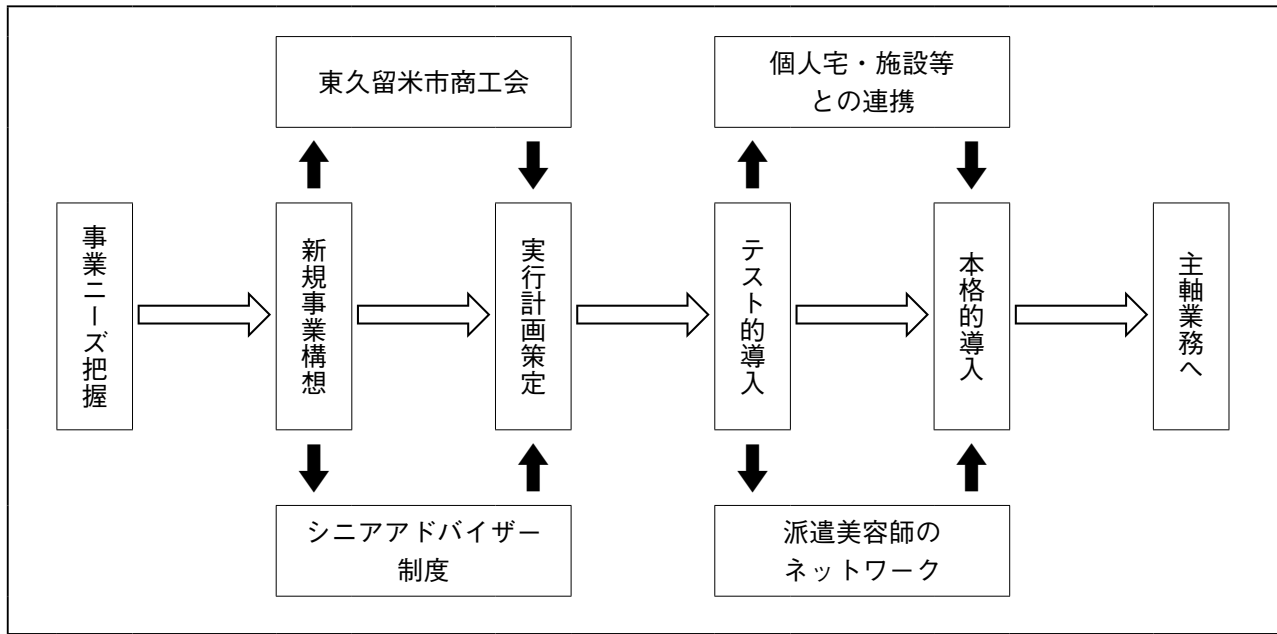 東久留米市商工会
個人宅・施設等
との連携
事業ニーズ把握
新規事業構想
実行計画策定
テスト的導入
本格的導入
主軸業務へ
シニアアドバイザー
制度
派遣美容師の
ネットワーク